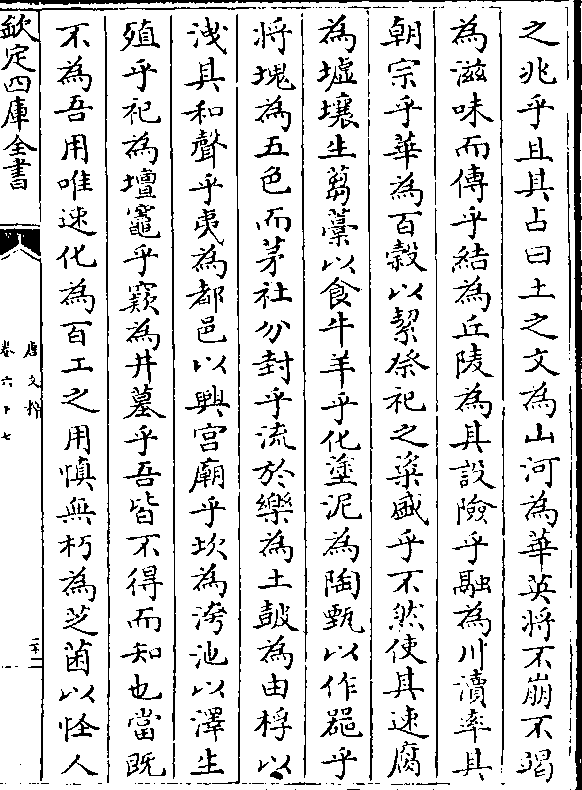 之兆乎且其占曰土之文為山河為華英將不崩不竭
為滋味而傳乎結為丘陵為其設險乎融為川瀆率其
朝宗乎華為百榖以絜祭祀之粢盛乎不然使其速腐
為墟壤生蒭藳以食牛羊乎化塗泥為陶甄以作噐乎
將塊為五色而茅社分封乎流於樂為土鼓為由桴以
洩其和聲乎夷為都邑以興宫廟乎坎為洿池以澤生
殖乎祀為壇竈乎窾為井墓乎吾皆不得而知也當既
不為吾用唯速化為百工之用慎無朽為芝菌以怪人
欽定四庫全書
唐文粹
卷六十七